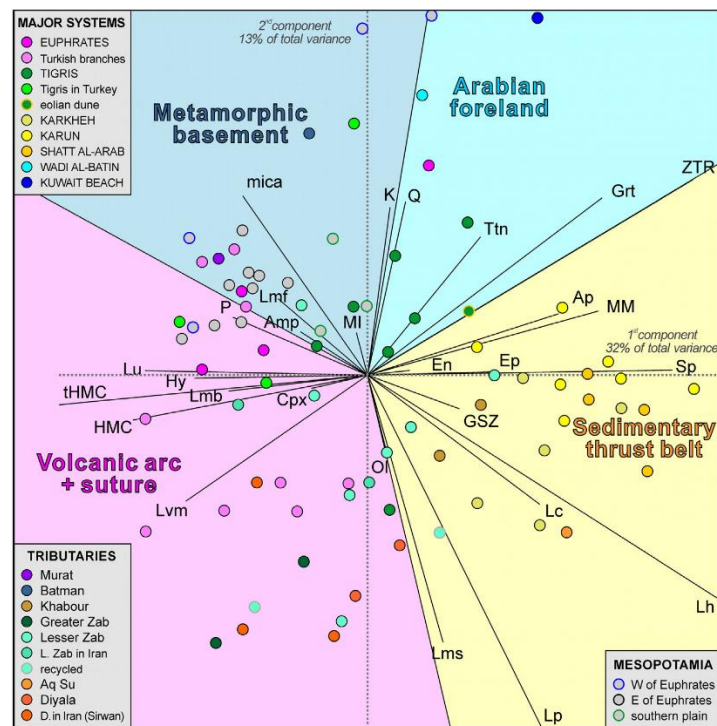 MAJOR SYSTEMS
EUPHRATES
Turkish branches
TIGRIS
Tigris in Turkey
eolian dune
KARKHEH
KARUN
SHATT AL-ARAB
WADI AL-BATIN
KUWAIT BEACH
2nd component
13% of total variance
Metamorphic
basement
Arabian
foreland
ZTR
mica
K
Q
Grt
Ttn
Lmf
P
Amp
MI
Ap
MM
1st component
32% of total variance
Lu
Hy
En
Ep
Sp
tHMC
Lmb
Cpx
HMC
GSZ
Sedimentary
thrust belt
Volcanic arc
+ suture
Ol
Lvm
Lc
Lh
Lms
Lp
TRIBUTARIES
Murat
Batman
Khabour
Greater Zab
Lesser Zab
L. Zab in Iran
recycled
Aq Su
Diyala
D. in Iran (Sirwan)
MESOPOTAMIA
W of Euphrates
E of Euphrates
southern plain